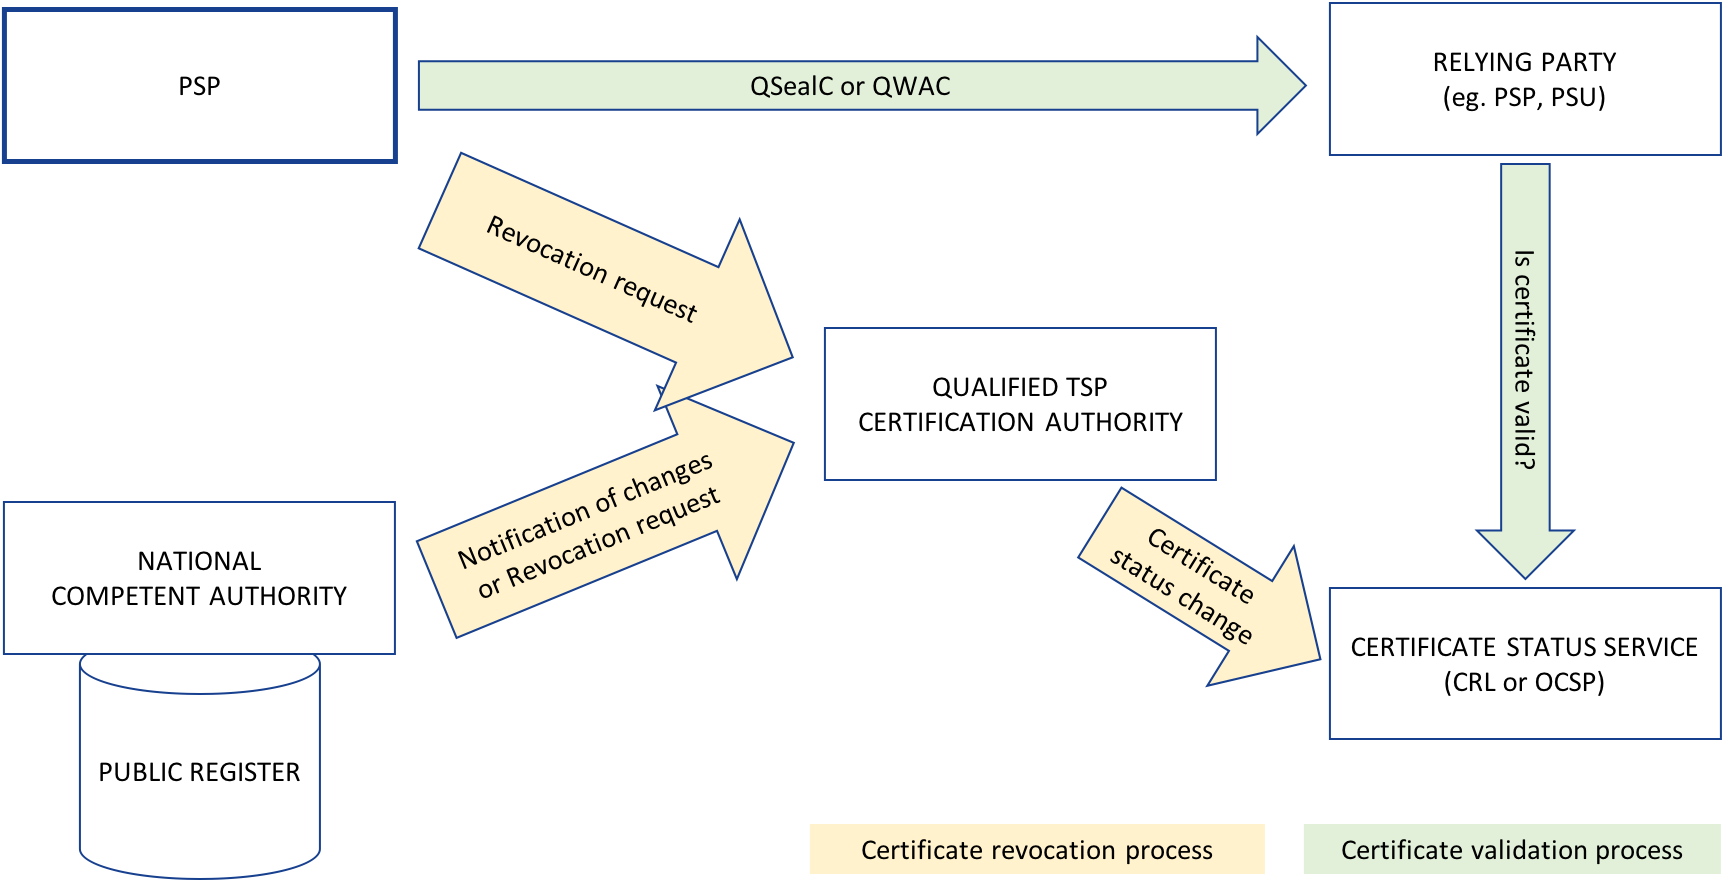 PSP
QSealC or QWAC
RELYING PARTY
(eg. PSP, PSU)
Revocation request
Is certificate valid?
QUALIFIED TSP
CERTIFICATION AUTHORITY
Notification of changes
or Revocation request
NATIONAL
COMPETENT AUTHORITY
Certificate
status change
CERTIFICATE STATUS SERVICE
(CRL or OCSP)
PUBLIC REGISTER
Certificate revocation process
Certificate validation process